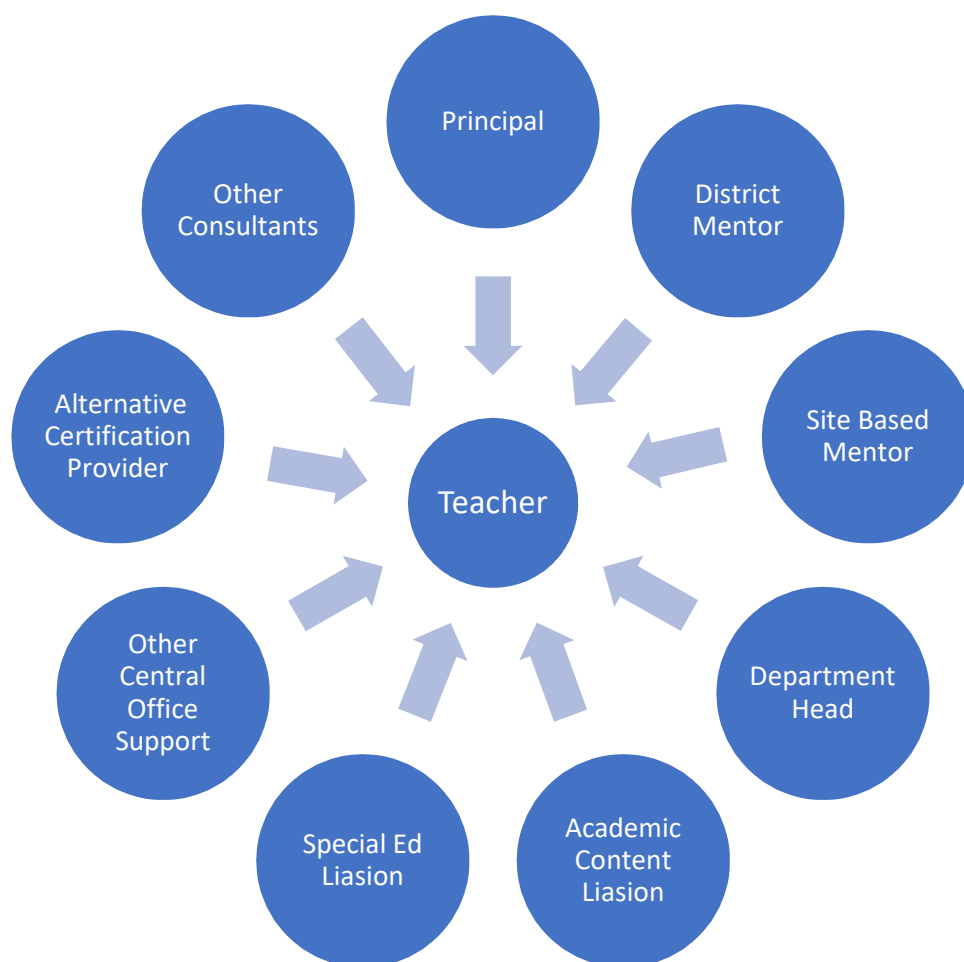 Principal
District
Mentor
Site Based
Mentor
Department
Head
Academic
Content
Liasion
Special Ed
Liasion
Other
Central
Office
Support
Alternative
Certification
Provider
Other
Consultants
Teacher